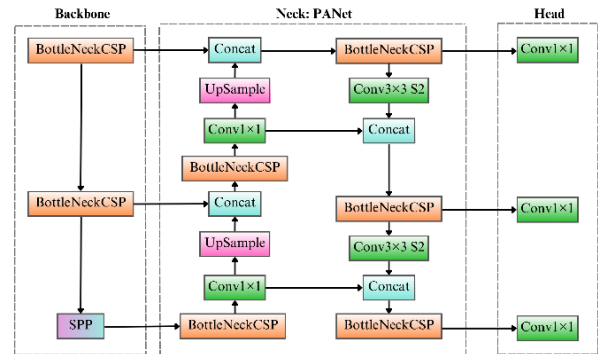 Backbone
Neck: PANet
Head
BottleNeckCSP
Concat
BottleNeckCSP
Conv1×1
UpSample
Conv3×3 S2
Conv1×1
Concat
BottleNeckCSP
BottleNeckCSP
Concat
BottleNeckCSP
Conv1×1
UpSample
Conv3×3 S2
Conv1×1
Concat
SPP
BottleNeckCSP
BottleNeckCSP
Conv1×1